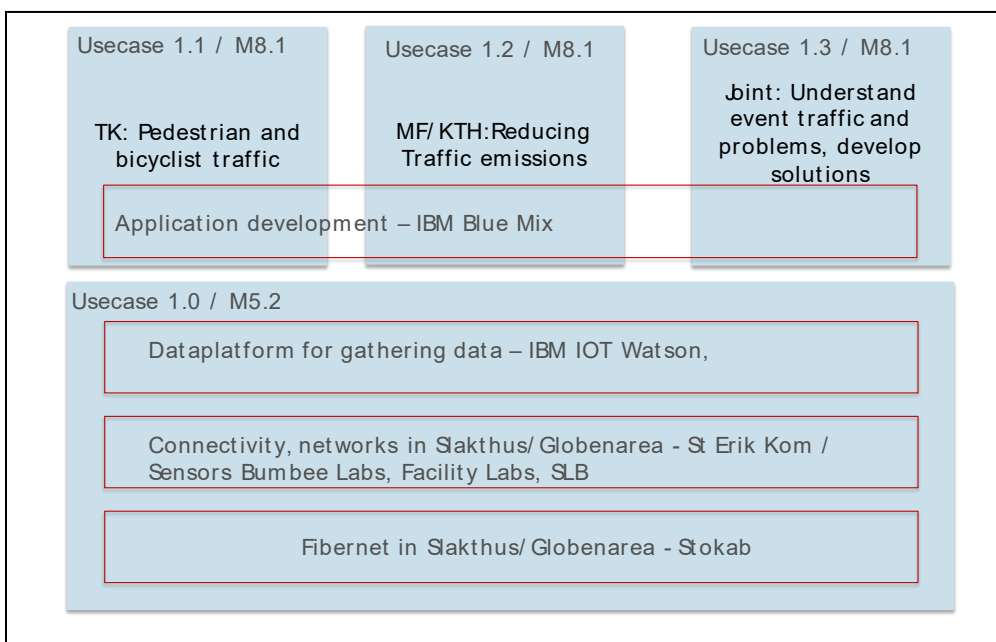 Usecase 1.1 / M8.1
TK: Pedestrian and
bicyclist traffic
Usecase 1.2 / M8.1
MF/KTH:Reducing
Traffic emissions
Usecase 1.3 / M8.1
Joint: Understand
event traffic and
problems, develop
solutions
Application development – IBM Blue Mix
Usecase 1.0 / M5.2
Dataplatform for gathering data – IBM IOT Watson,
Connectivity, networks in Slakthus/Globenarea - St Erik Kom /
Sensors Bumbee Labs, Facility Labs, SLB
Fibernet in Slakthus/Globenarea - Stokab